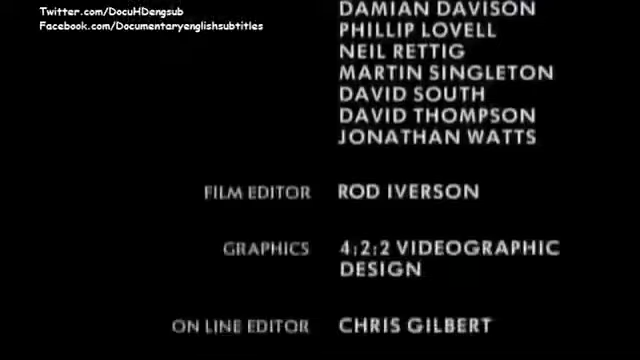 Twitter.com/DocuHDengsub
Facebook.com/Documentaryenglishsubtitles
DAMIAN DAVISON
PHILLIP LOVELL
NEIL RETTIG
MARTIN SINGLETON
DAVID SOUTH
DAVID THOMPSON
JONATHAN WATTS
FILM EDITOR ROD IVERSON
GRAPHICS 4:2:2 VIDEOGRAPHIC
DESIGN
ON LINE EDITOR CHRIS GILBERT